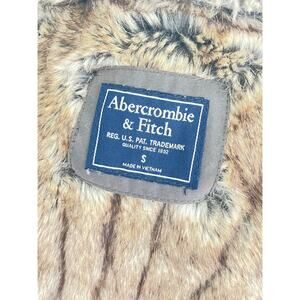 Abercrombie
& Fitch
REG. U.S. PAT. TRADEMARK
QUALITY SINCE 1892
S
MADE IN VIETNAM